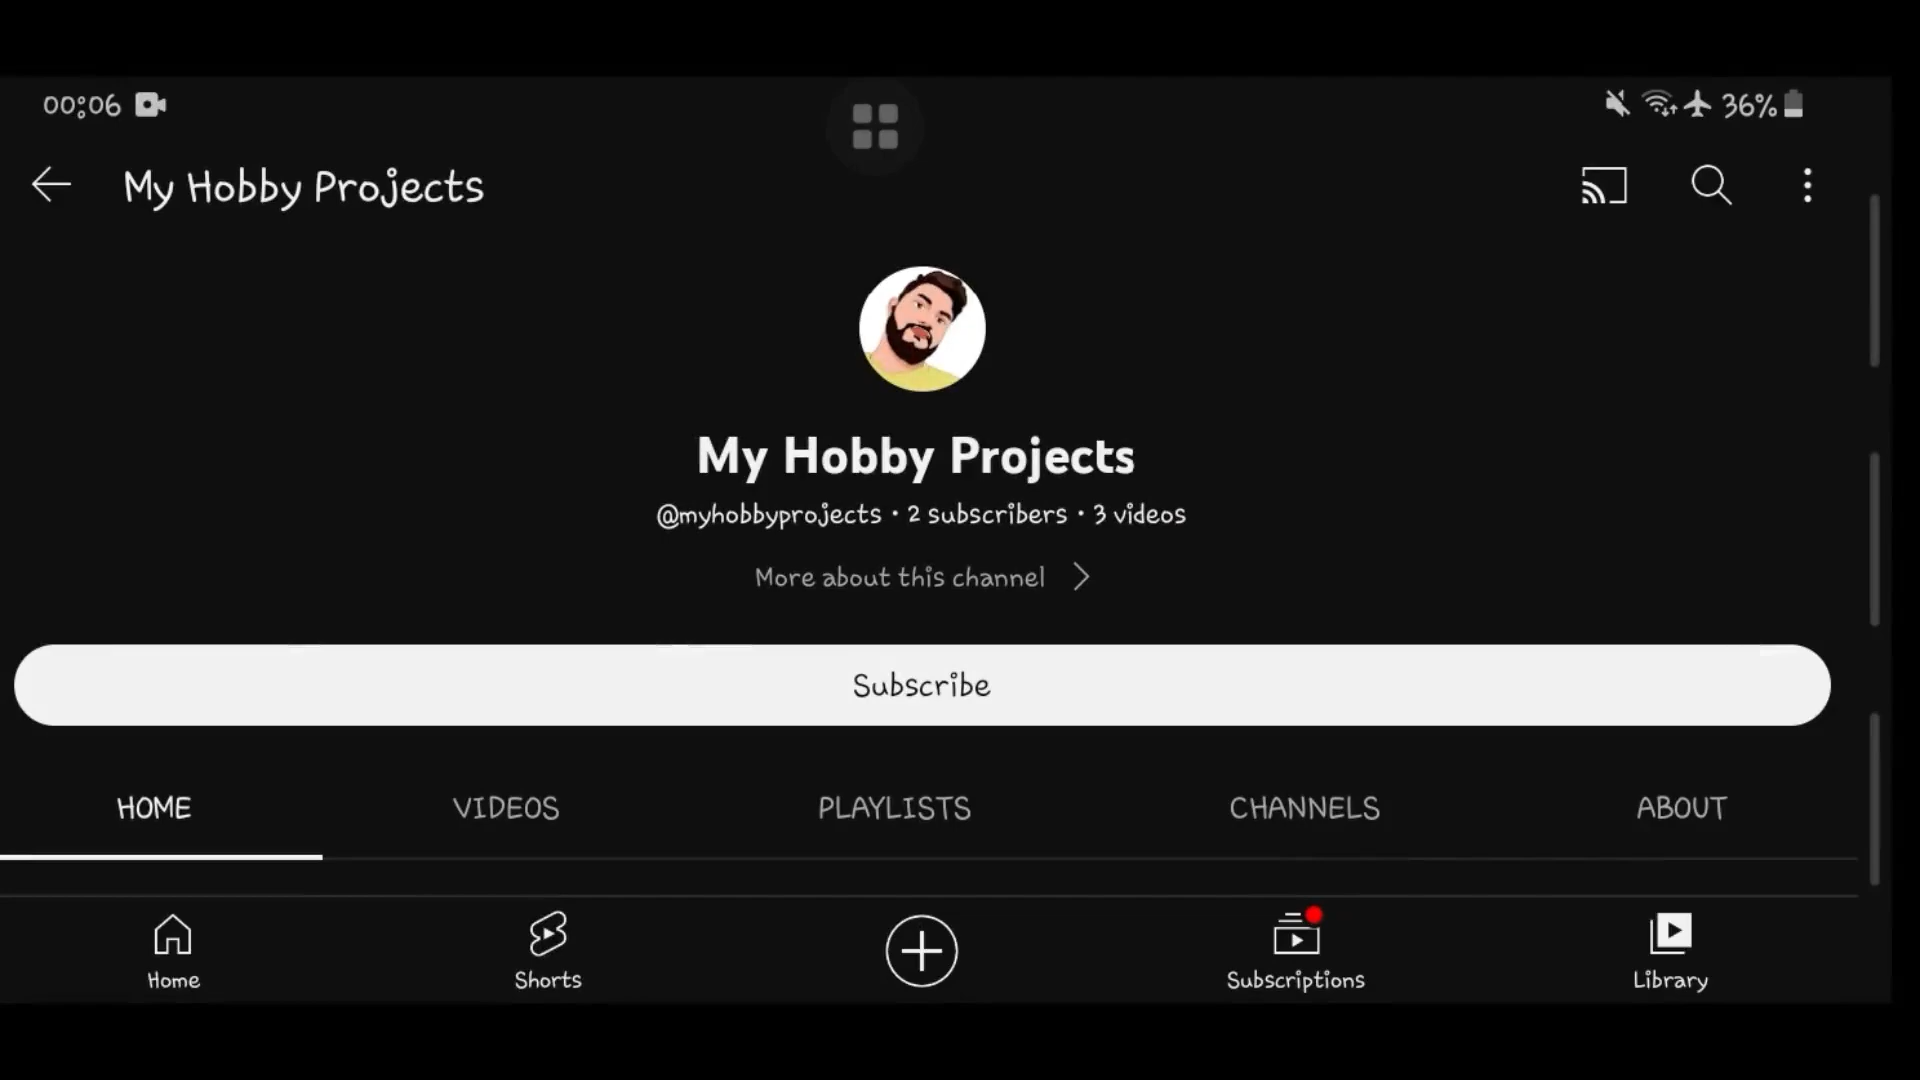 00:06 36%
My Hobby Projects
My Hobby Projects
@myhobbyprojects • 2 subscribers • 3 videos
More about this channel
Subscribe
HOME VIDEOS PLAYLISTS CHANNELS ABOUT
Home Shorts Subscriptions Library